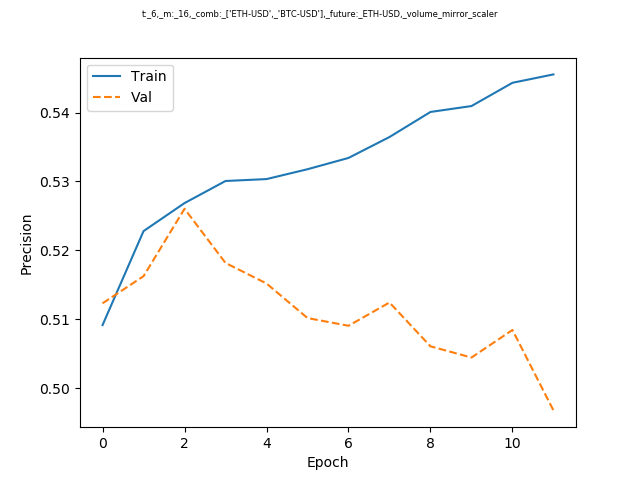 t:_6,_m:_16,_comb:_['ETH-USD',_'BTC-USD'],_future:_ETH-USD,_volume_mirror_scaler
Train
Val
0.54
0.53
0.52
0.51
0.50
Precision
0 2 4 6 8 10
Epoch